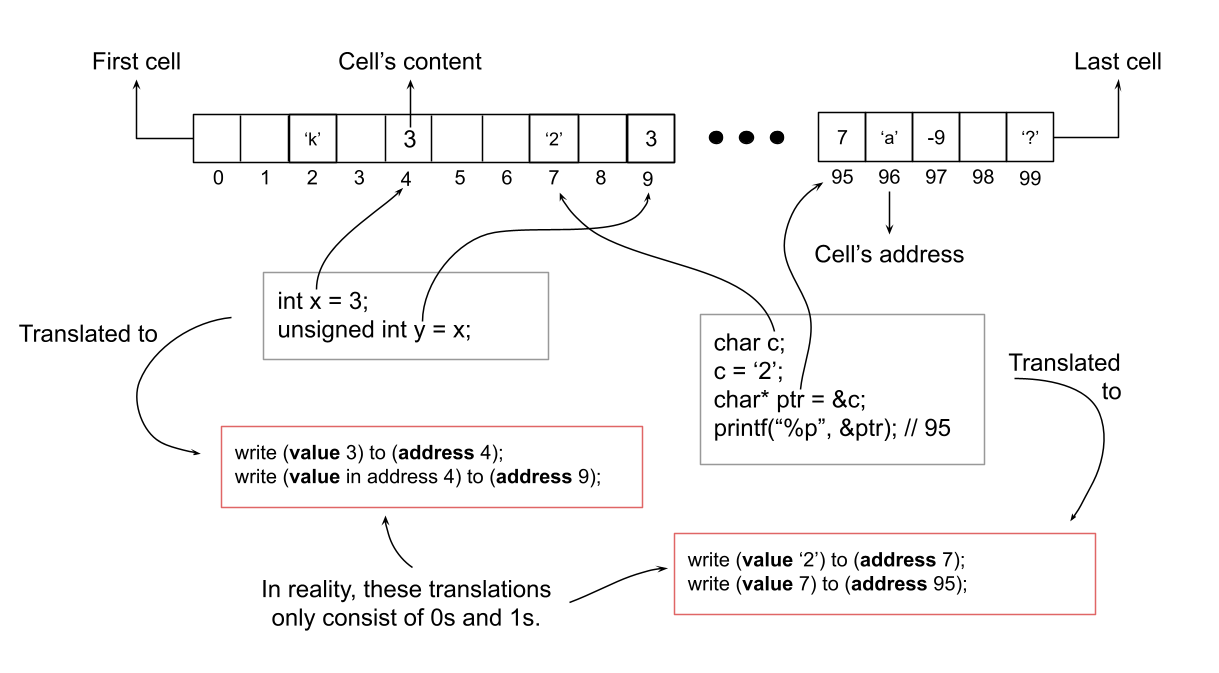 First cell
Cell’s content
Last cell
‘k’
3
‘2’
3
7
‘a’
-9
‘?’
0 1 2 3 4 5 6 7 8 9
95 96 97 98 99
Cell’s address
int x = 3;
unsigned int y = x;
Translated to
char c;
c = ‘2’;
char* ptr = &c;
printf(“%p”, &ptr); // 95
Translated
to
write (value 3) to (address 4);
write (value in address 4) to (address 9);
write (value ‘2’) to (address 7);
write (value 7) to (address 95);
In reality, these translations
only consist of 0s and 1s.